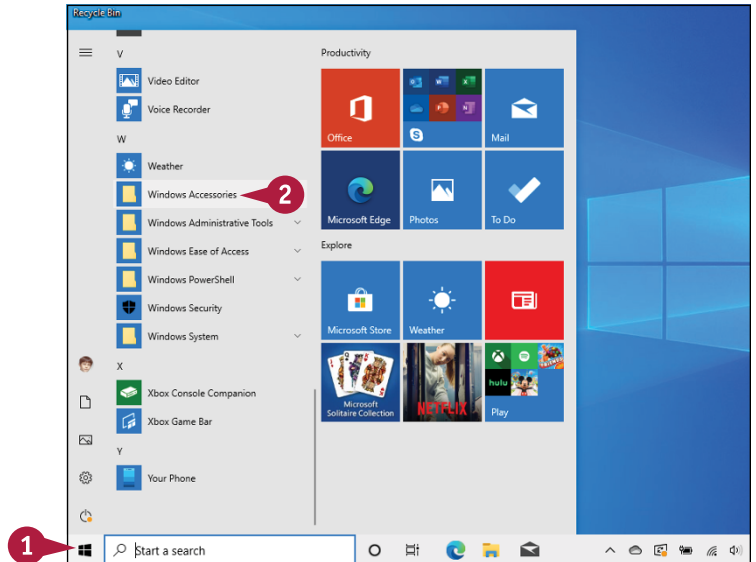 Recycle Bin
V
Video Editor
Voice Recorder
W
Weather
Windows Accessories
2
Windows Administrative Tools
Windows Ease of Access
Windows PowerShell
Windows Security
Windows System
X
Xbox Console Companion
Xbox Game Bar
Y
Your Phone
Productivity
Office
Mail
Microsoft Edge
Photos
To Do
Explore
Microsoft Store
Weather
Microsoft
Solitaire Collection
NETFLIX
hulu
Play
1
Start a search